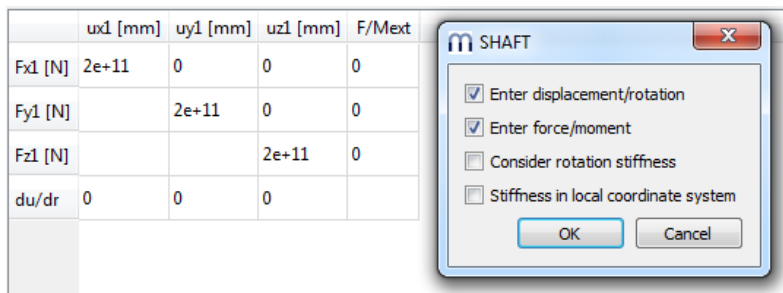 ux1 [mm] uy1 [mm] uz1 [mm] F/Mext
Fx1 [N] 2e+11 0 0 0
Fy1 [N] 2e+11 0 0
Fz1 [N] 2e+11 0
du/dr 0 0 0
SHAFT
Enter displacement/rotation
Enter force/moment
Consider rotation stiffness
Stiffness in local coordinate system
OK Cancel